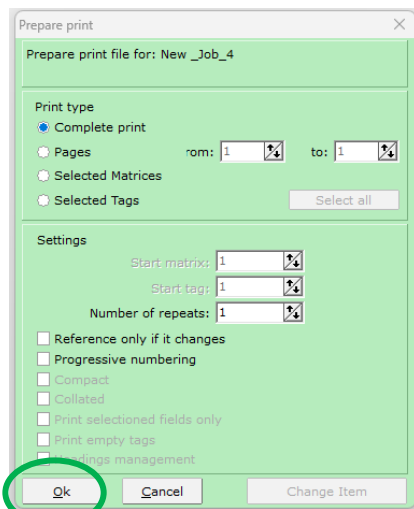 Prepare print
Prepare print file for: New _Job_4
Print type
Complete print
Pages rom: 1 to: 1
Selected Matrices
Selected Tags Select all
Settings
Start matrix: 1
Start tag: 1
Number of repeats: 1
Reference only if it changes
Progressive numbering
Compact
Collated
Print selectioned fields only
Print empty tags
eadings management
Ok Cancel Change Item